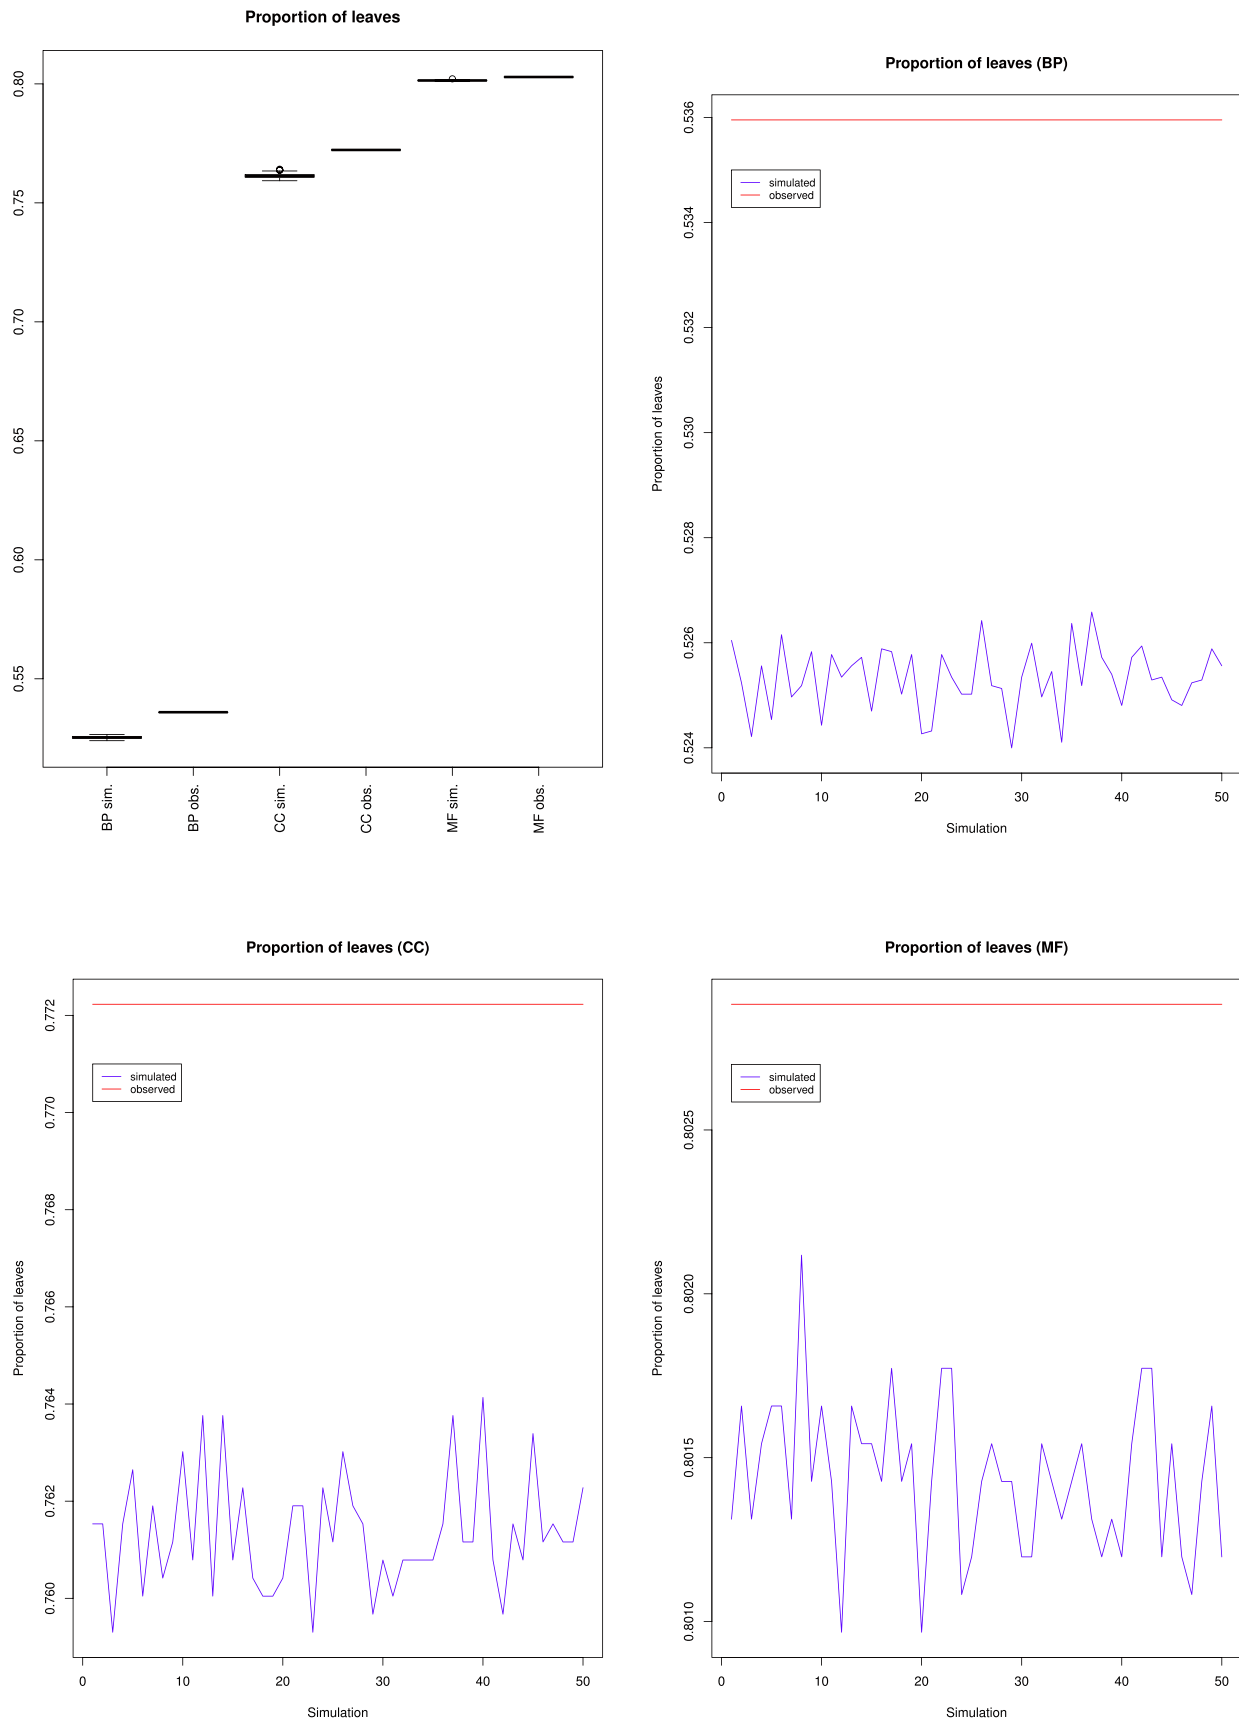 Proportion of leaves
0.80
0.75
0.70
0.65
0.60
0.55
BP sim.
BP obs.
CC sim.
CC obs.
MF sim.
MF obs.
Proportion of leaves (BP)
Proportion of leaves
0.536
0.534
0.532
0.530
0.528
0.526
0.524
simulated
observed
0 10 20 30 40 50
Simulation
Proportion of leaves (CC)
Proportion of leaves
0.772
0.770
0.768
0.766
0.764
0.762
0.760
simulated
observed
0 10 20 30 40 50
Simulation
Proportion of leaves (MF)
Proportion of leaves
0.8025
0.8020
0.8015
0.8010
simulated
observed
0 10 20 30 40 50
Simulation